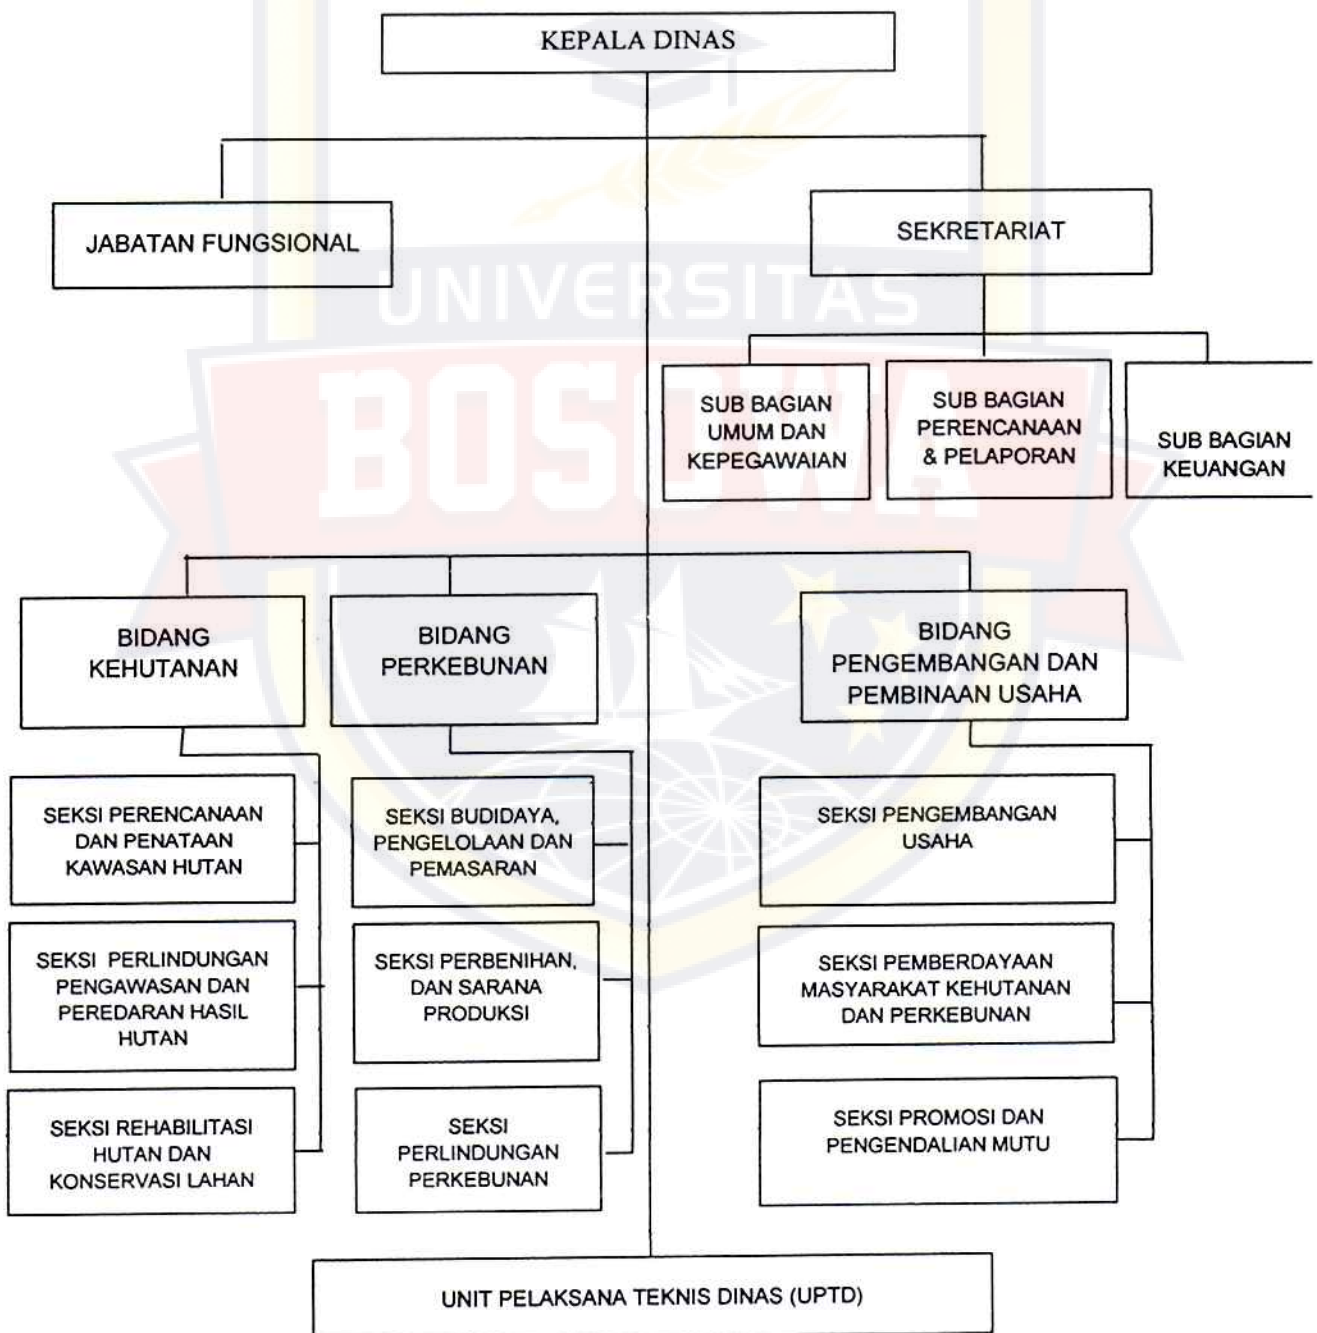 KEPALA DINAS
JABATAN FUNGSIONAL
SEKRETARIAT
UNIVERSITAS
BOSOWA
SUB BAGIAN
UMUM DAN
KEPEGAWAIAN
SUB BAGIAN
PERENCANAAN
& PELAPORAN
SUB BAGIAN
KEUANGAN
BIDANG
KEHUTANAN
BIDANG
PERKEBUNAN
BIDANG
PENGEMBANGAN DAN
PEMBINAAN USAHA
SEKSI PERENCANAAN
DAN PENATAAN
KAWASAN HUTAN
SEKSI PERLINDUNGAN
PENGAWASAN DAN
PEREDARAN HASIL
HUTAN
SEKSI REHABILITASI
HUTAN DAN
KONSERVASI LAHAN
SEKSI BUDIDAYA,
PENGELOLAAN DAN
PEMASARAN
SEKSI PERBENIHAN,
DAN SARANA
PRODUKSI
SEKSI
PERLINDUNGAN
PERKEBUNAN
SEKSI PENGEMBANGAN
USAHA
SEKSI PEMBERDAYAAN
MASYARAKAT KEHUTANAN
DAN PERKEBUNAN
SEKSI PROMOSI DAN
PENGENDALIAN MUTU
UNIT PELAKSANA TEKNIS DINAS (UPTD)